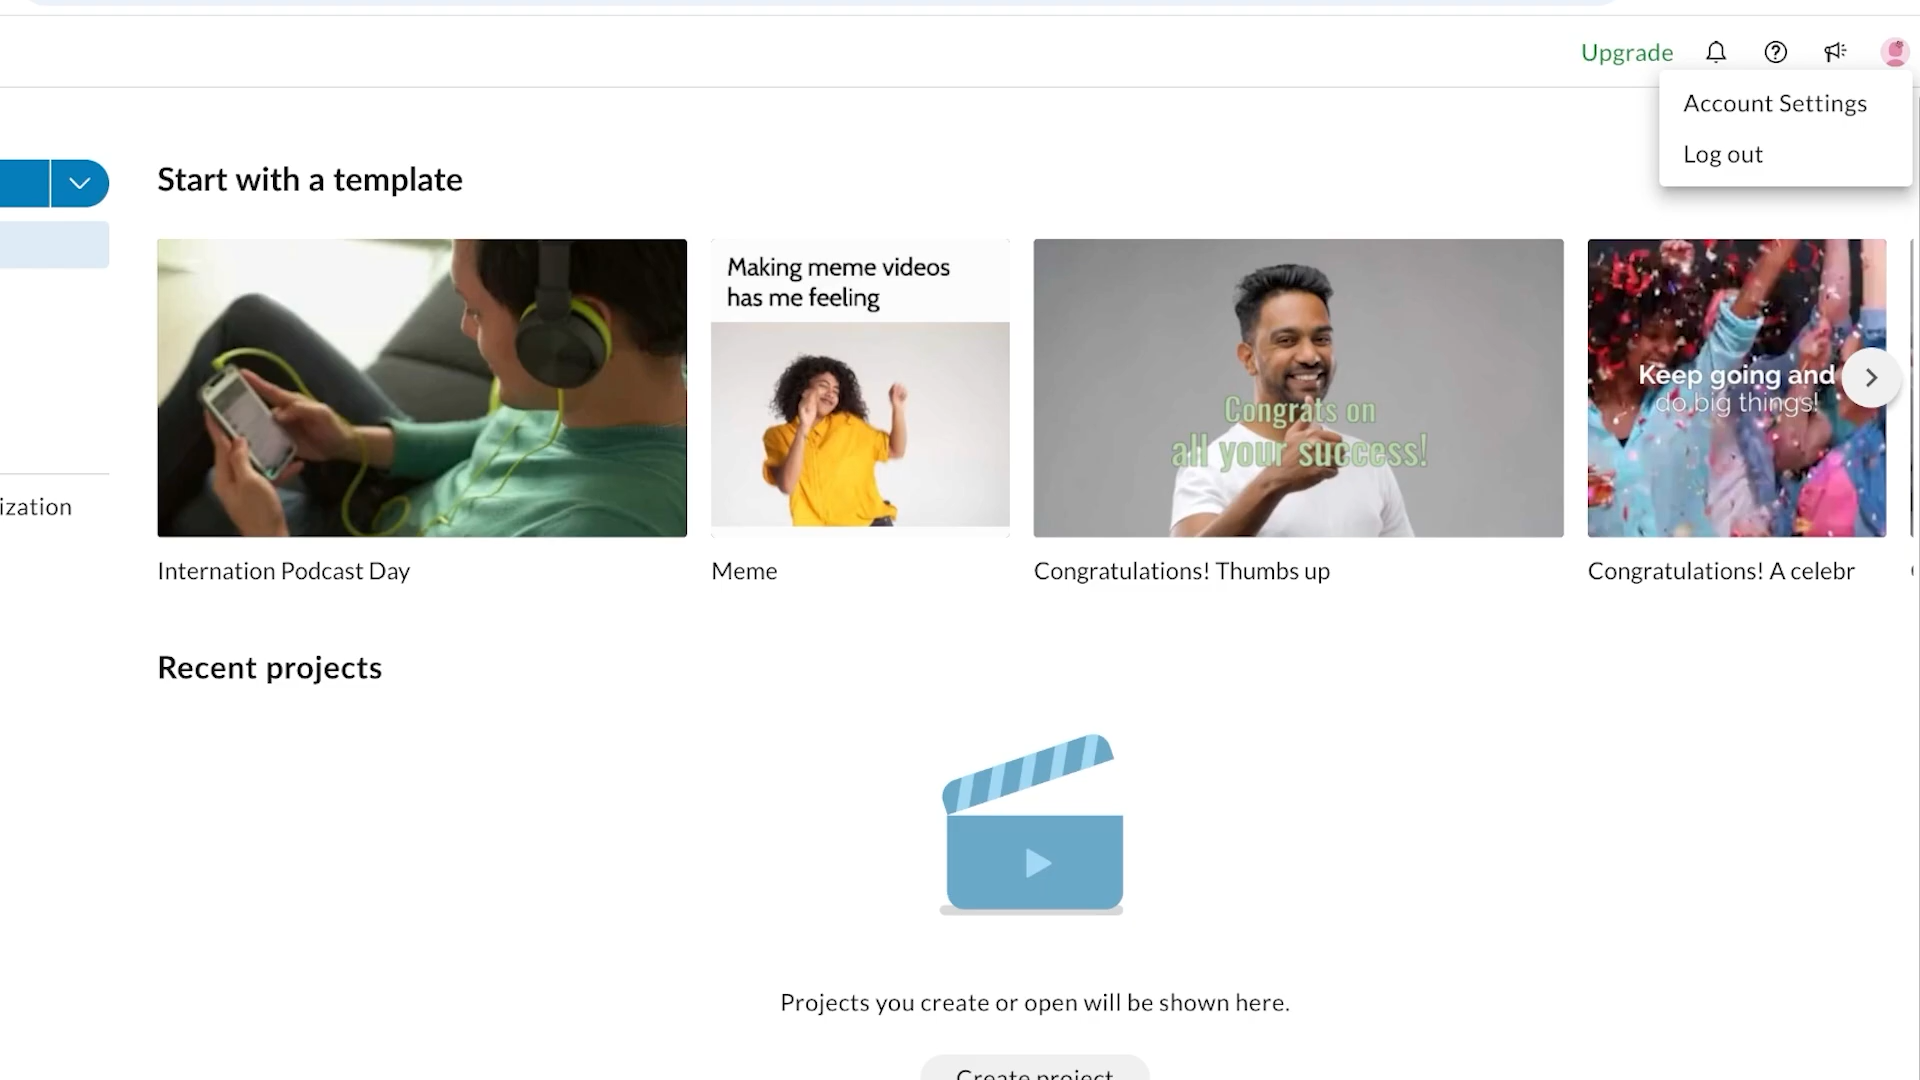 Upgrade
Account Settings
Log out
Start with a template
Making meme videos
has me feeling
Congrats on
all your success!
Keep going and
do big things!
ization
Internation Podcast Day
Meme
Congratulations! Thumbs up
Congratulations! A celebr
Recent projects
Projects you create or open will be shown here.
Create project